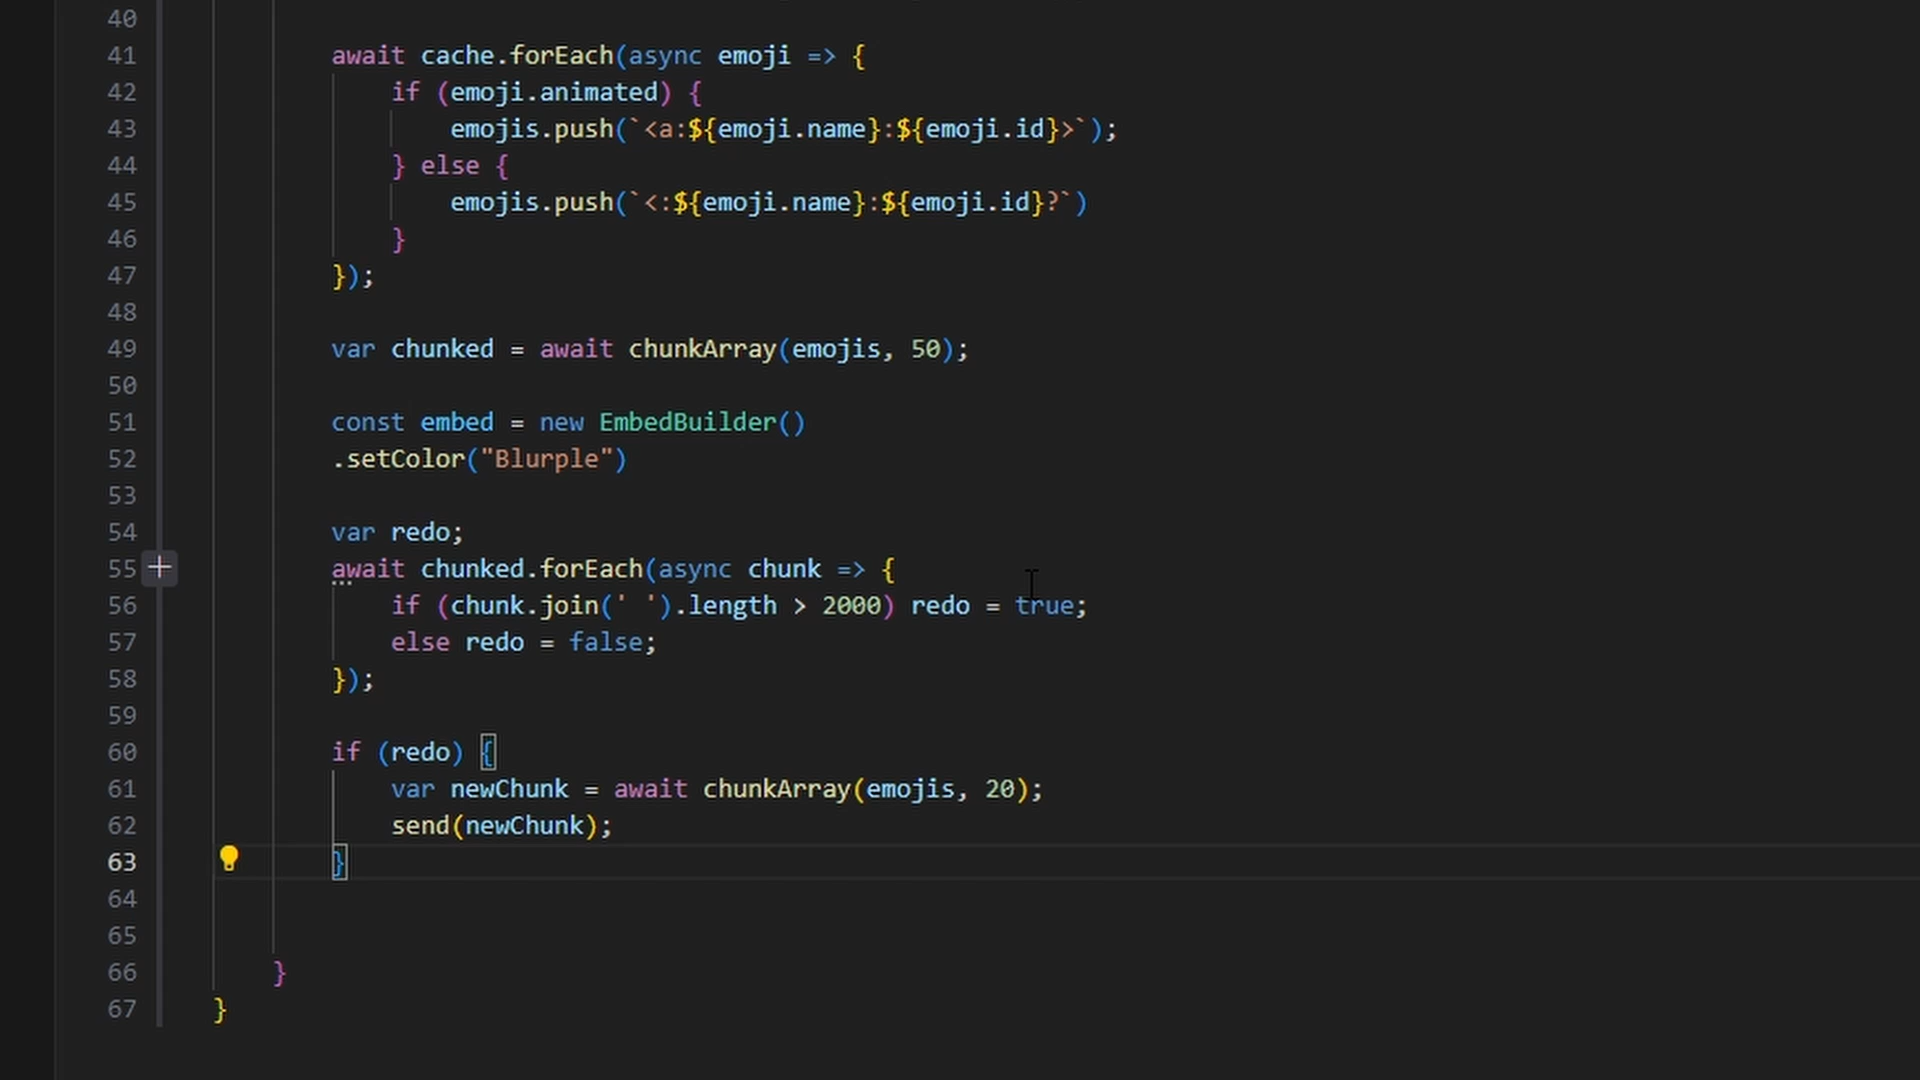 40
41 await cache.forEach(async emoji => {
42 if (emoji.animated) {
43 emojis.push(`<a:${emoji.name}:${emoji.id}>`);
44 } else {
45 emojis.push(`<:${emoji.name}:${emoji.id}?`)
46 }
47 });
48
49 var chunked = await chunkArray(emojis, 50);
50
51 const embed = new EmbedBuilder()
52 .setColor("Blurple")
53
54 var redo;
55 await chunked.forEach(async chunk => {
56 if (chunk.join(' ').length > 2000) redo = true;
57 else redo = false;
58 });
59
60 if (redo) {
61 var newChunk = await chunkArray(emojis, 20);
62 send(newChunk);
63 }
64
65
66 }
67 }